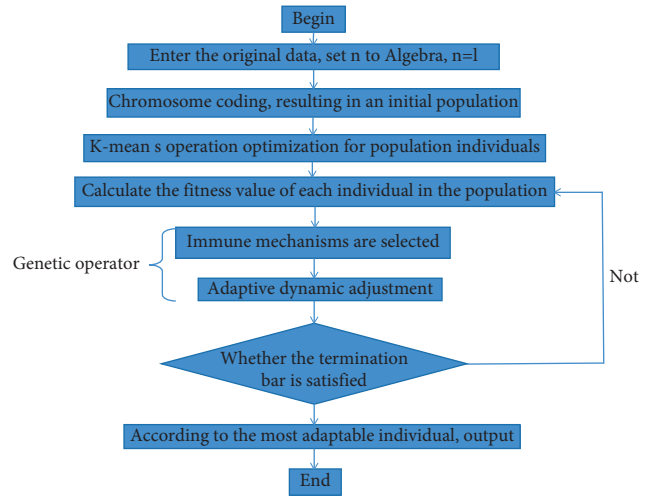 Begin
Enter the original data, set n to Algebra, n=l
Chromosome coding, resulting in an initial population
K-mean s operation optimization for population individuals
Calculate the fitness value of each individual in the population
Genetic operator
Immune mechanisms are selected
Adaptive dynamic adjustment
Not
Whether the termination
bar is satisfied
According to the most adaptable individual, output
End